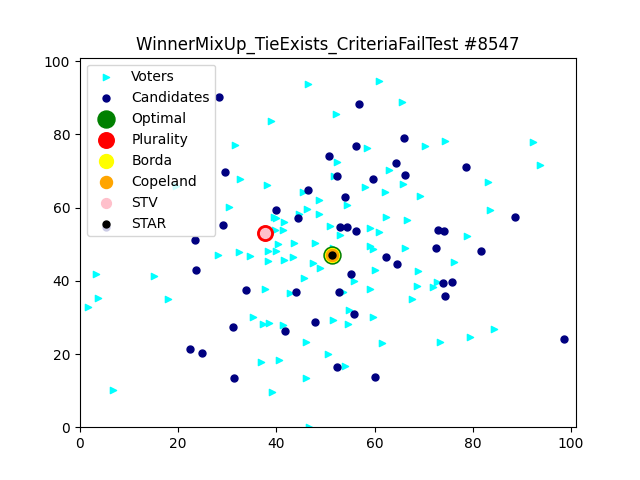 WinnerMixUp_TieExists_CriteriaFailTest #8547
100
80
60
40
20
0
Voters
Candidates
Optimal
Plurality
Borda
Copeland
STV
STAR
0 20 40 60 80 100